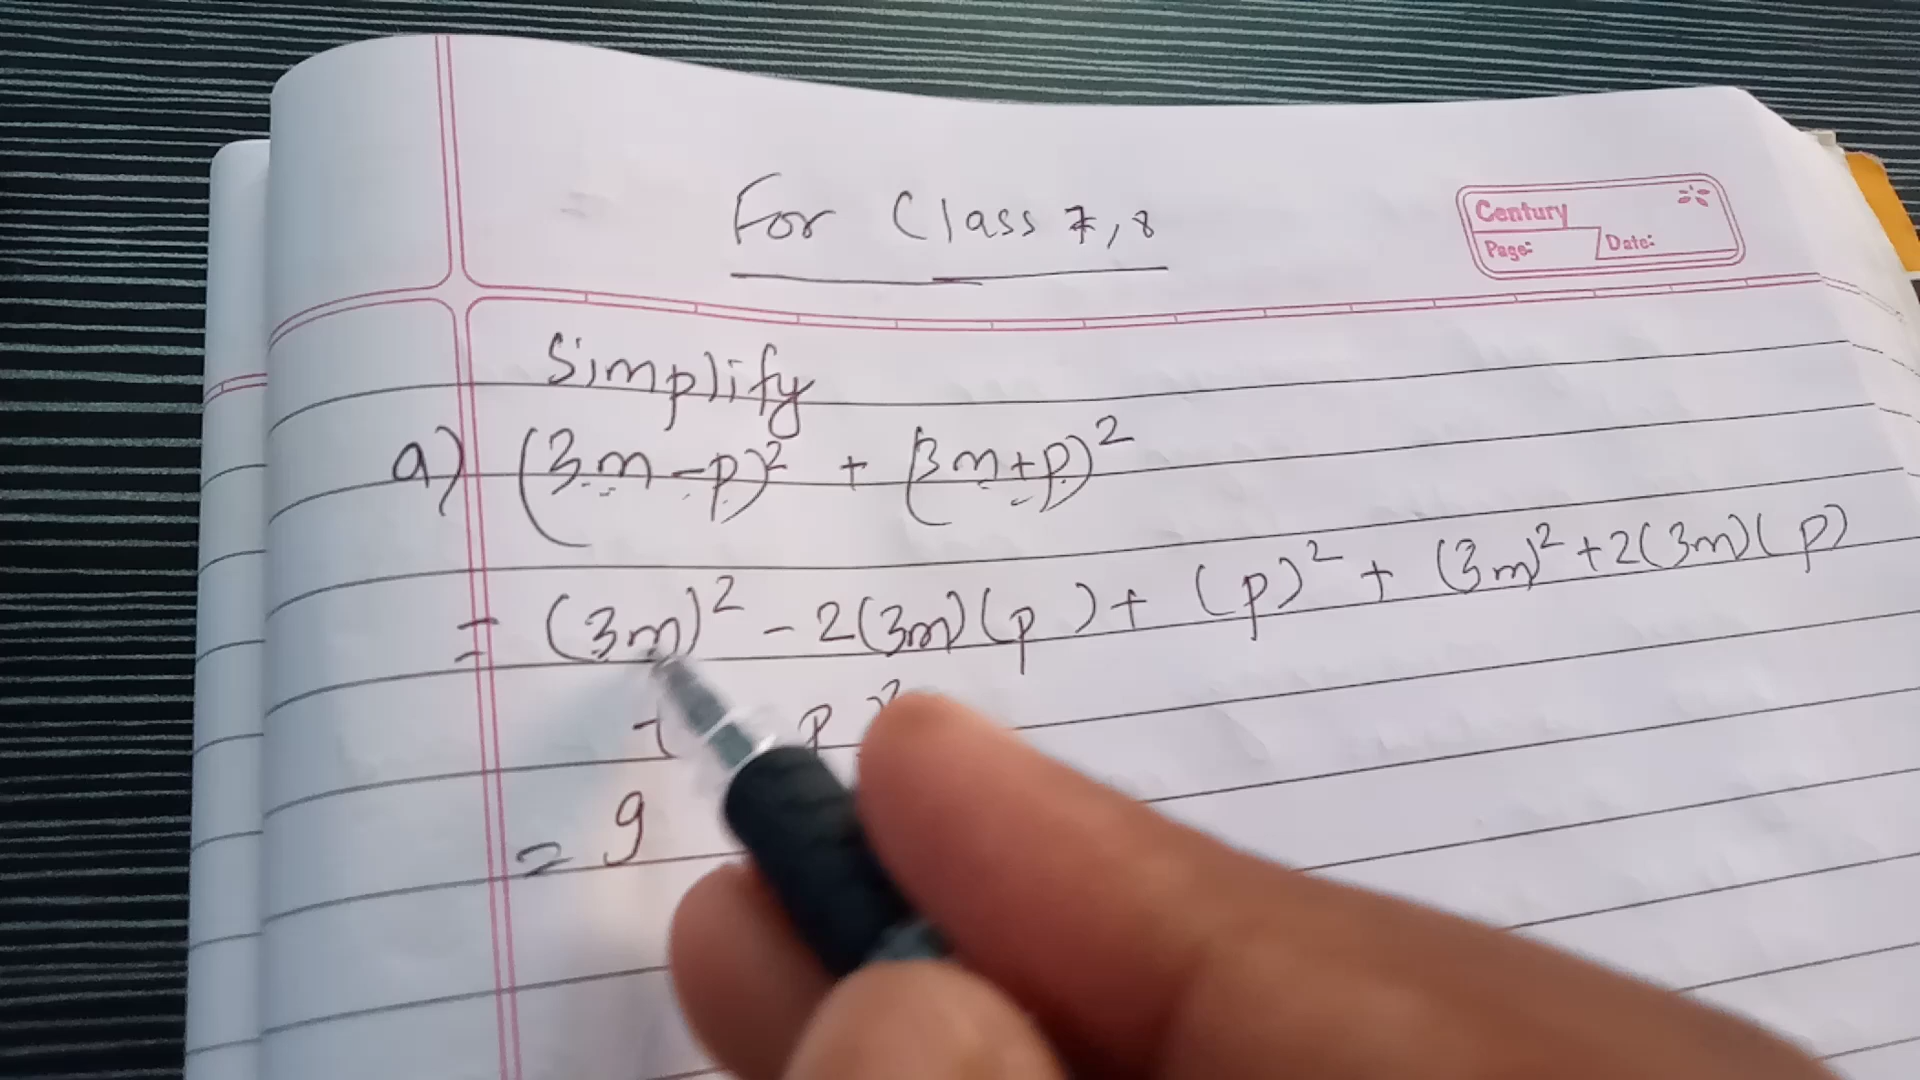 For Class 7,8
Century
Page:
Date:
Simplify
a) (3m-p)² + (3m+p)²
= (3m)² - 2(3m)(p) + (p)² + (3m)² + 2(3m)(p)
+ p)²
= 9